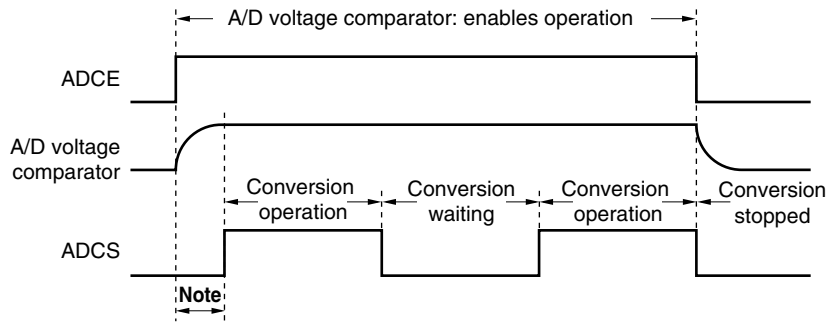 A/D voltage comparator: enables operation
ADCE
A/D voltage
comparator
Conversion
operation
Conversion
waiting
Conversion
operation
Conversion
stopped
ADCS
Note